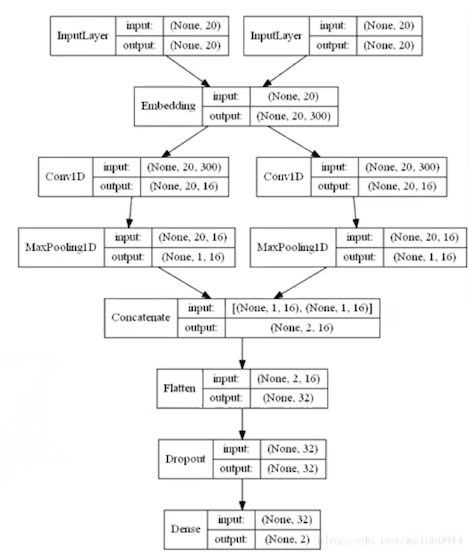 InputLayer input: (None, 20) output: (None, 20)
InputLayer input: (None, 20) output: (None, 20)
Embedding input: (None, 20) output: (None, 20, 300)
Conv1D input: (None, 20, 300) output: (None, 20, 16)
Conv1D input: (None, 20, 300) output: (None, 20, 16)
MaxPooling1D input: (None, 20, 16) output: (None, 1, 16)
MaxPooling1D input: (None, 20, 16) output: (None, 1, 16)
Concatenate input: [(None, 1, 16), (None, 1, 16)] output: (None, 2, 16)
Flatten input: (None, 2, 16) output: (None, 32)
Dropout input: (None, 32) output: (None, 32)
Dense input: (None, 32) output: (None, 2)